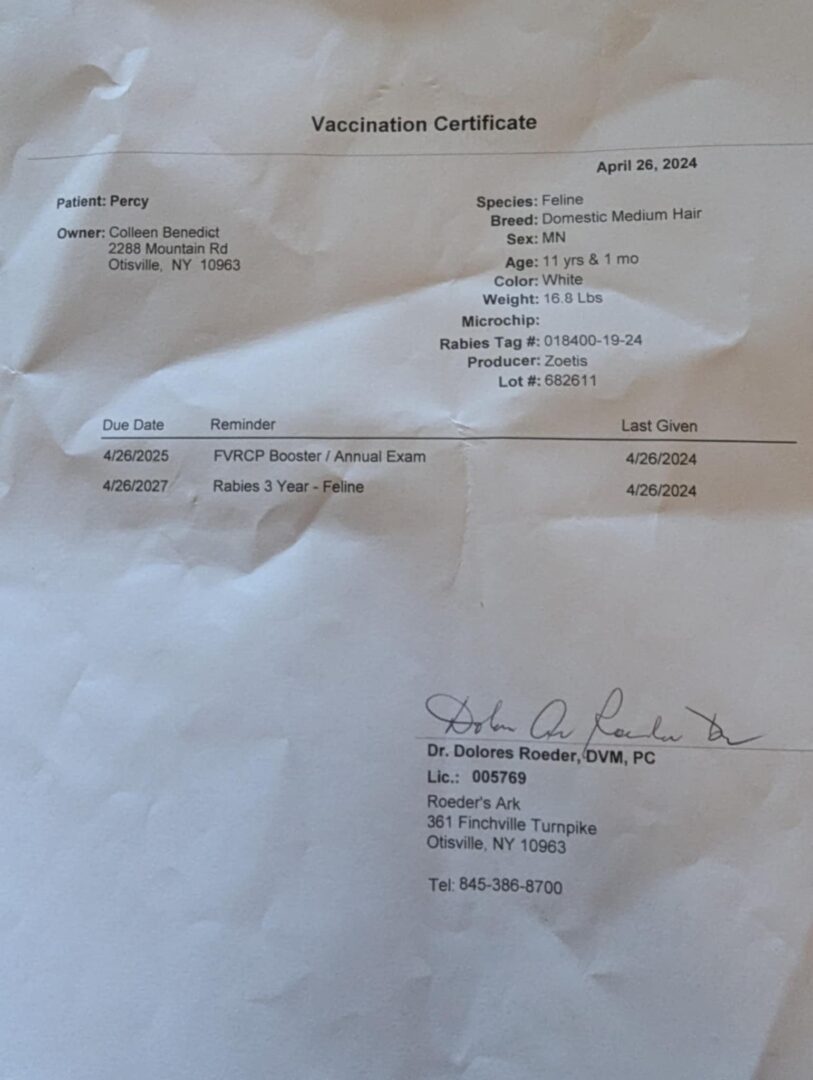 Vaccination Certificate
April 26, 2024
Patient: Percy
Owner: Colleen Benedict
2288 Mountain Rd
Otisville, NY 10963
Species: Feline
Breed: Domestic Medium Hair
Sex: MN
Age: 11 yrs & 1 mo
Color: White
Weight: 16.8 Lbs
Microchip:
Rabies Tag #: 018400-19-24
Producer: Zoetis
Lot #: 682611
Due Date Reminder Last Given
4/26/2025 FVRCP Booster / Annual Exam 4/26/2024
4/26/2027 Rabies 3 Year - Feline 4/26/2024
Dr. Dolores Roeder, DVM, PC
Lic.: 005769
Roeder's Ark
361 Finchville Turnpike
Otisville, NY 10963
Tel: 845-386-8700